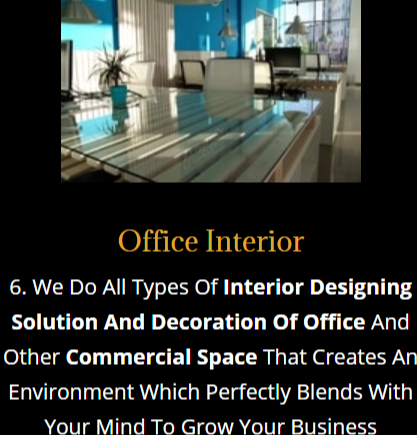 Office Interior
6. We Do All Types Of Interior Designing
Solution And Decoration Of Office And
Other Commercial Space That Creates An
Environment Which Perfectly Blends With
Your Mind To Grow Your Business